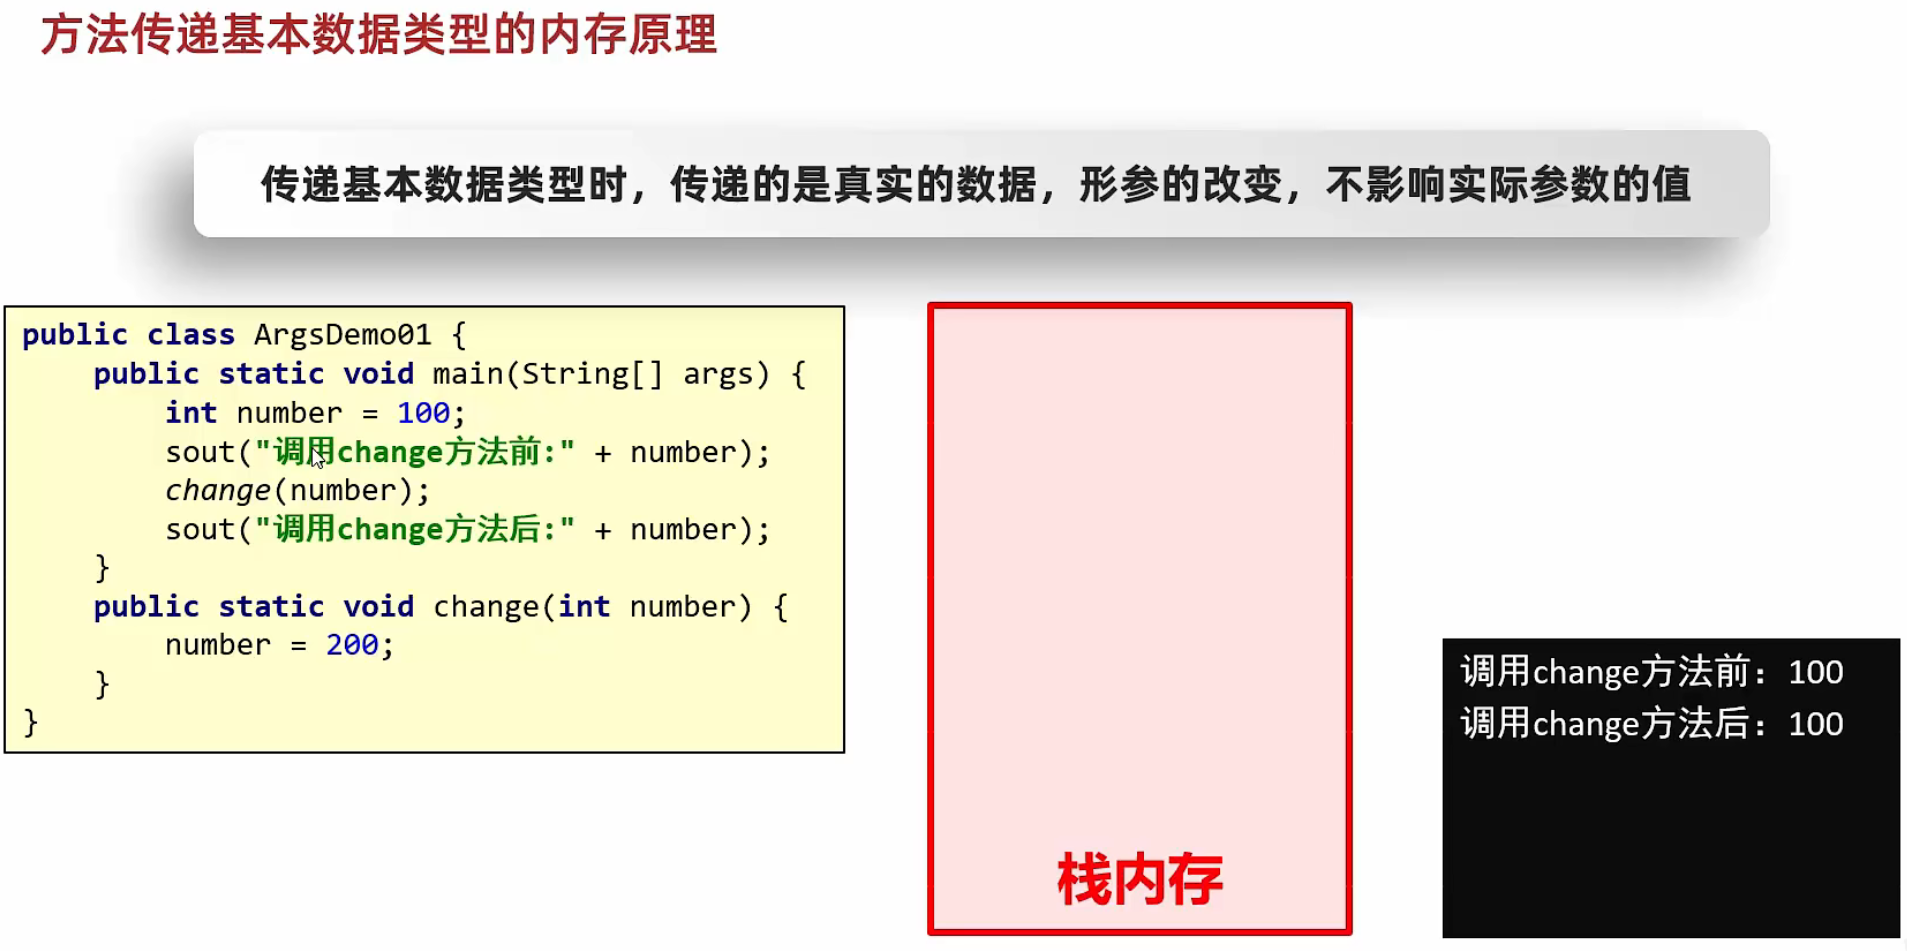 方法传递基本数据类型的内存原理
传递基本数据类型时，传递的是真实的数据，形参的改变，不影响实际参数的值
public class ArgsDemo01 {
    public static void main(String[] args) {
        int number = 100;
        sout("调用change方法前:" + number);
        change(number);
        sout("调用change方法后:" + number);
    }
    public static void change(int number) {
        number = 200;
    }
}
栈内存
调用change方法前：100
调用change方法后：100